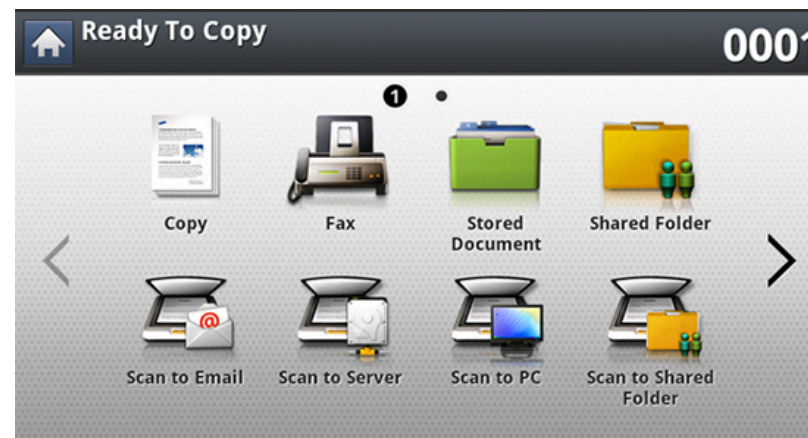 Ready To Copy
0001
1
Copy
Fax
Stored
Document
Shared Folder
Scan to Email
Scan to Server
Scan to PC
Scan to Shared
Folder